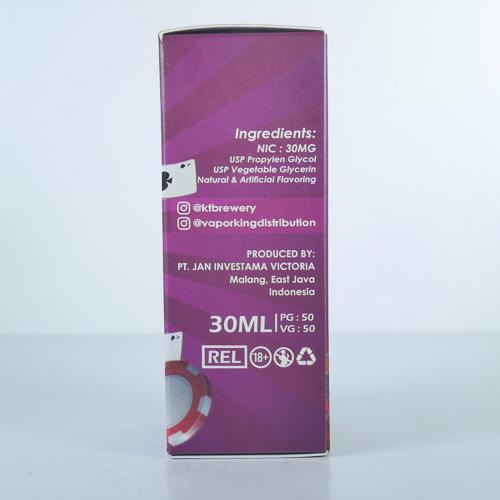 Ingredients:
NIC : 30MG
USP Propylen Glycol
USP Vegetable Glycerin
Natural & Artificial Flavoring
@ktbrewery
@vaporkingdistribution
PRODUCED BY:
PT. JAN INVESTAMA VICTORIA
Malang, East Java
Indonesia
30ML
PG : 50
VG : 50
REL
18+